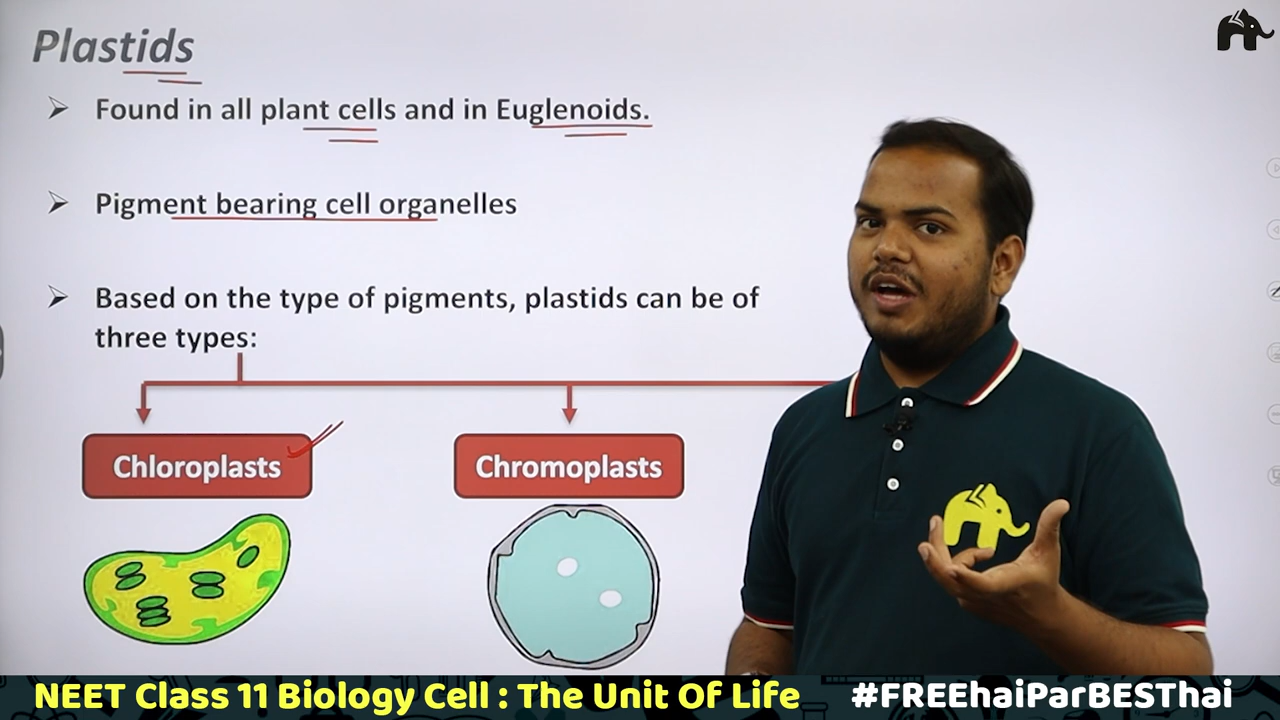 Plastids
Found in all plant cells and in Euglenoids.
Pigment bearing cell organelles
Based on the type of pigments, plastids can be of
three types:
Chloroplasts
Chromoplasts
NEET Class 11 Biology Cell : The Unit Of Life
#FREEhaiParBESThai